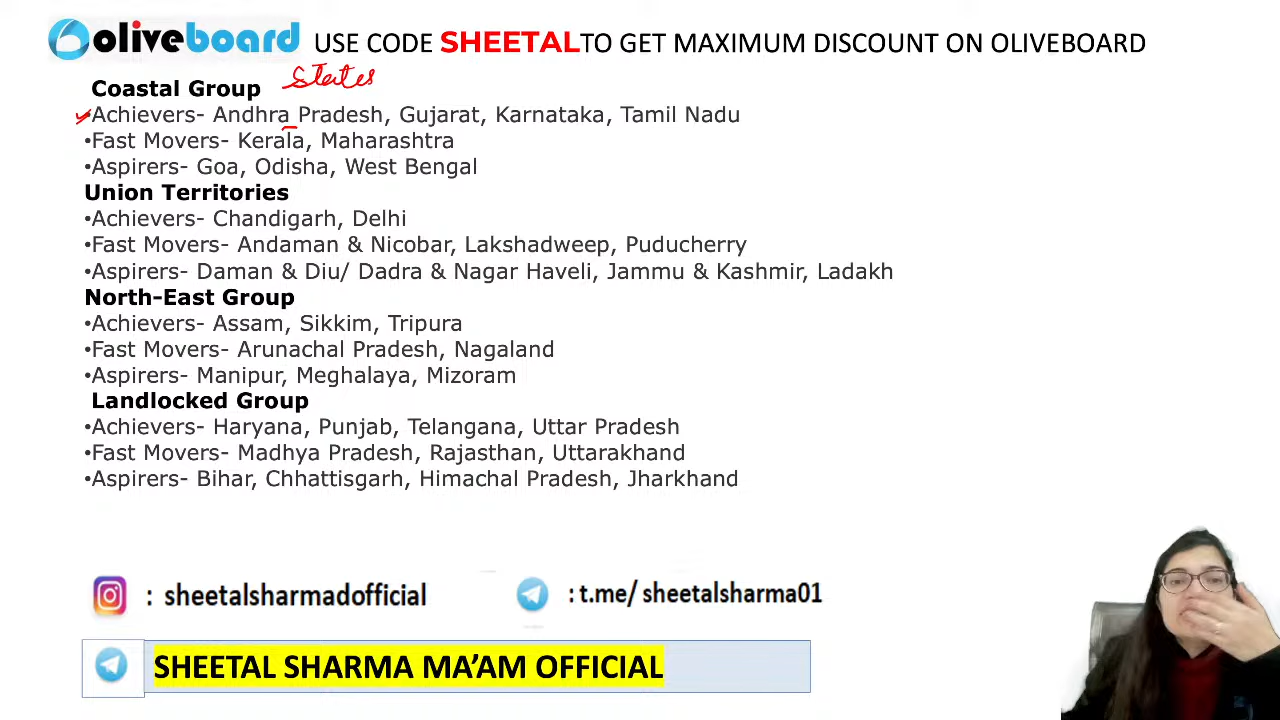 oliveboard USE CODE SHEETAL TO GET MAXIMUM DISCOUNT ON OLIVEBOARD
Coastal Group States
Achievers- Andhra Pradesh, Gujarat, Karnataka, Tamil Nadu
•Fast Movers- Kerala, Maharashtra
•Aspirers- Goa, Odisha, West Bengal
Union Territories
•Achievers- Chandigarh, Delhi
•Fast Movers- Andaman & Nicobar, Lakshadweep, Puducherry
•Aspirers- Daman & Diu/ Dadra & Nagar Haveli, Jammu & Kashmir, Ladakh
North-East Group
•Achievers- Assam, Sikkim, Tripura
•Fast Movers- Arunachal Pradesh, Nagaland
•Aspirers- Manipur, Meghalaya, Mizoram
Landlocked Group
•Achievers- Haryana, Punjab, Telangana, Uttar Pradesh
•Fast Movers- Madhya Pradesh, Rajasthan, Uttarakhand
•Aspirers- Bihar, Chhattisgarh, Himachal Pradesh, Jharkhand
: sheetalsharmadofficial : t.me/ sheetalsharma01
SHEETAL SHARMA MA'AM OFFICIAL